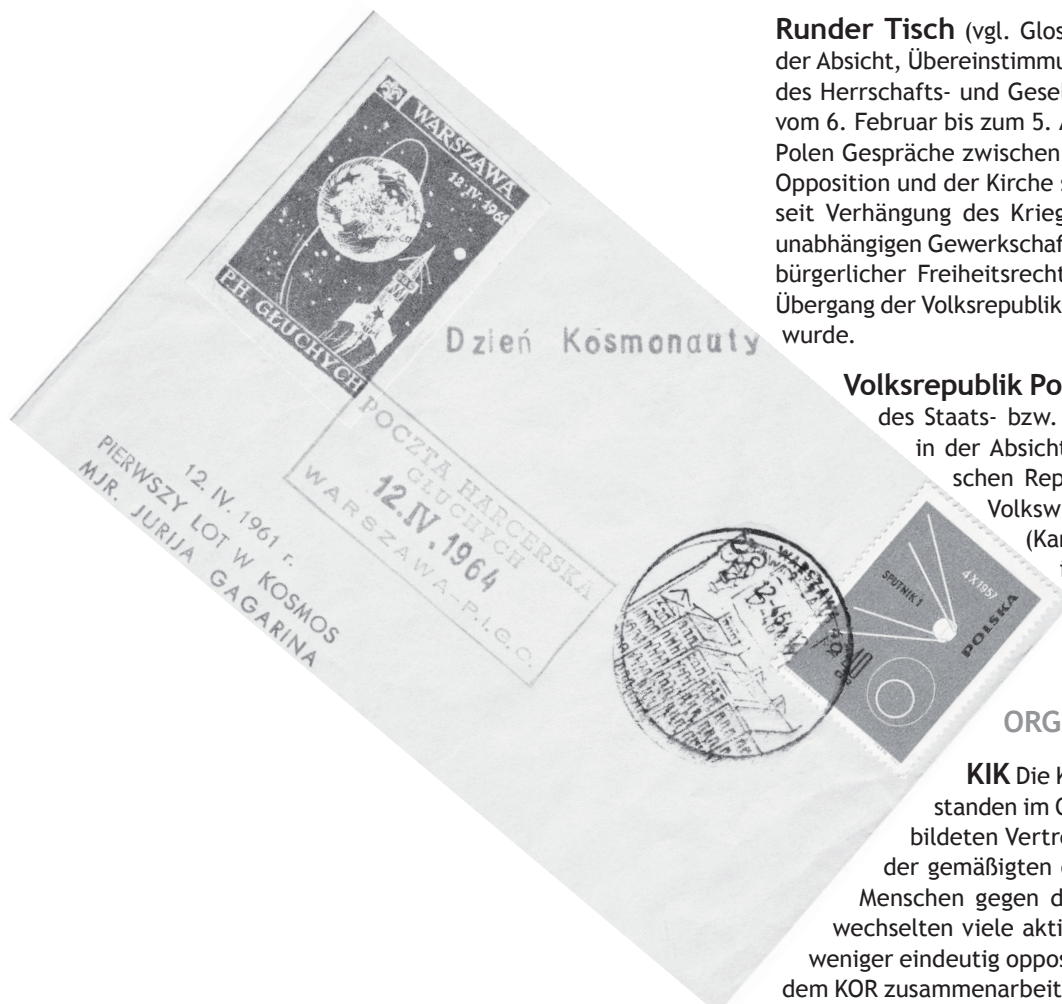 WARSZAWA
12.IV.1961
P.H. GŁUCHYCH
Dzień Kosmonauty
POCZTA HARCERSKA
GŁUCHYCH
12.IV.1964
WARSZAWA-P.I.G.C.
12. IV. 1961 r.
PIERWSZY LOT W KOSMOS
MJR. JURIJA GAGARINA
WARSZAWA
SPUTNIK 1
4 X 1957
POLSKA
Runder Tisch (vgl. Glos
der Absicht, Übereinstimmu
des Herrschafts- und Gesel
vom 6. Februar bis zum 5. A
Polen Gespräche zwischen
Opposition und der Kirche s
seit Verhängung des Krieg
unabhängigen Gewerkschaf
bürgerlicher Freiheitsrecht
Übergang der Volksrepublik
wurde.
Volksrepublik Po
des Staats- bzw.
in der Absicht
schen Rep
Volksw
(Kar
ORG
KIK Die K
standen im O
bildeten Vertre
der gemäßigten
Menschen gegen d
wechselten viele akti
weniger eindeutig oppos
dem KOR zusammenarbeit